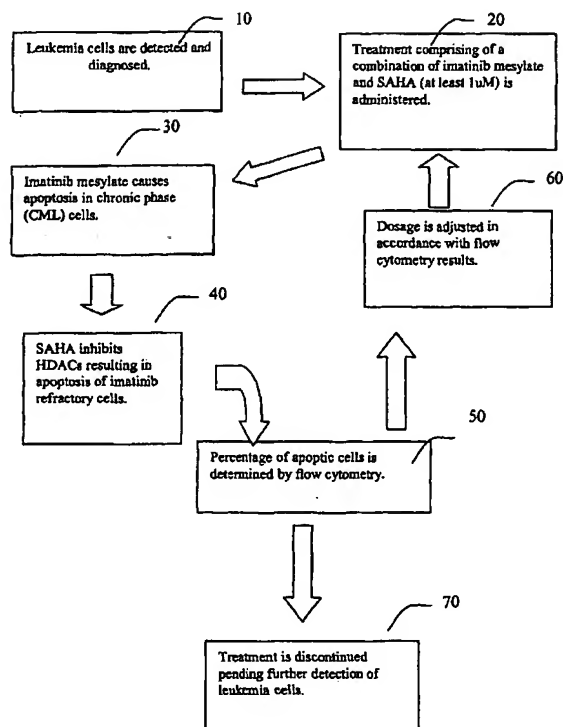 10
Leukemia cells are detected and
diagnosed.
20
Treatment comprising of a
combination of imatinib mesylate
and SAHA (at least 1uM) is
administered.
30
Imatinib mesylate causes
apoptosis in chronic phase
(CML) cells.
60
Dosage is adjusted in
accordance with flow
cytometry results.
40
SAHA inhibits
HDACs resulting in
apoptosis of imatinib
refractory cells.
50
Percentage of apoptic cells is
determined by flow cytometry.
70
Treatment is discontinued
pending further detection of
leukemia cells.